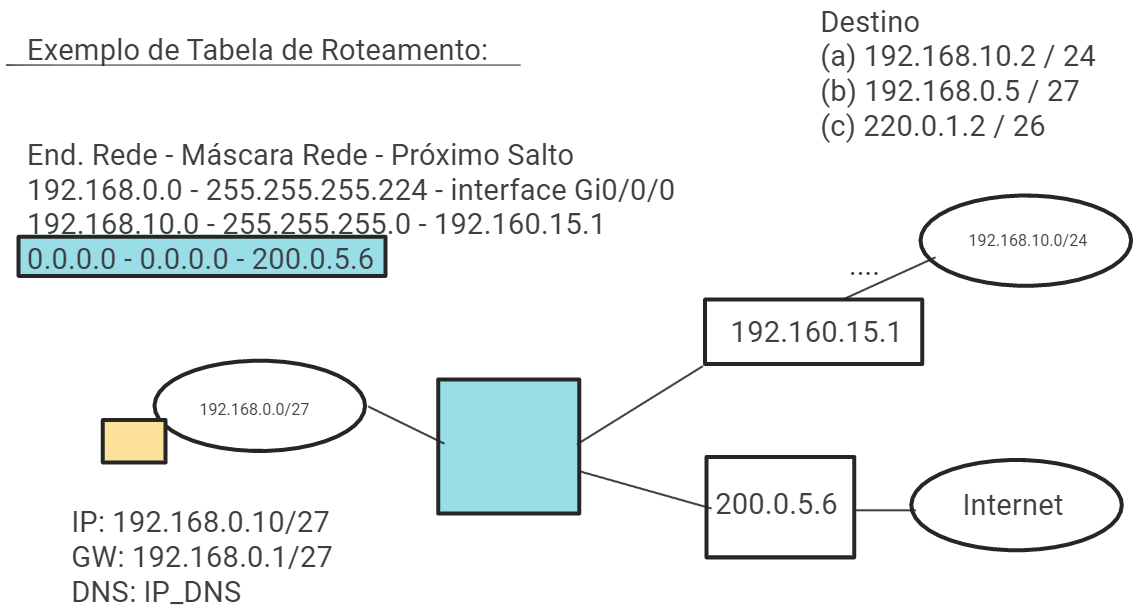 Exemplo de Tabela de Roteamento:
Destino
(a) 192.168.10.2 / 24
(b) 192.168.0.5 / 27
(c) 220.0.1.2 / 26
End. Rede - Máscara Rede - Próximo Salto
192.168.0.0 - 255.255.255.224 - interface Gi0/0/0
192.168.10.0 - 255.255.255.0 - 192.160.15.1
0.0.0.0 - 0.0.0.0 - 200.0.5.6
192.168.10.0/24
....
192.160.15.1
192.168.0.0/27
200.0.5.6
Internet
IP: 192.168.0.10/27
GW: 192.168.0.1/27
DNS: IP_DNS